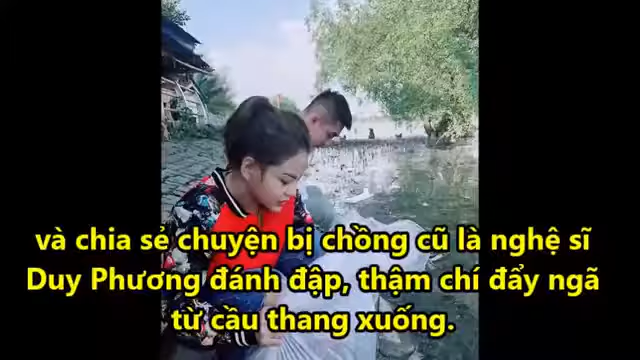 và chia sẻ chuyện bị chồng cũ là nghệ sĩ
Duy Phương đánh đập, thậm chí đẩy ngã
từ cầu thang xuống.